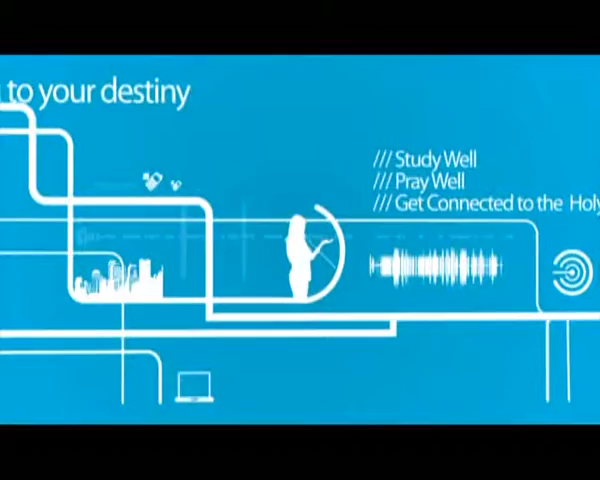 to your destiny
/// Study Well
/// Pray Well
/// Get Connected to the Holy